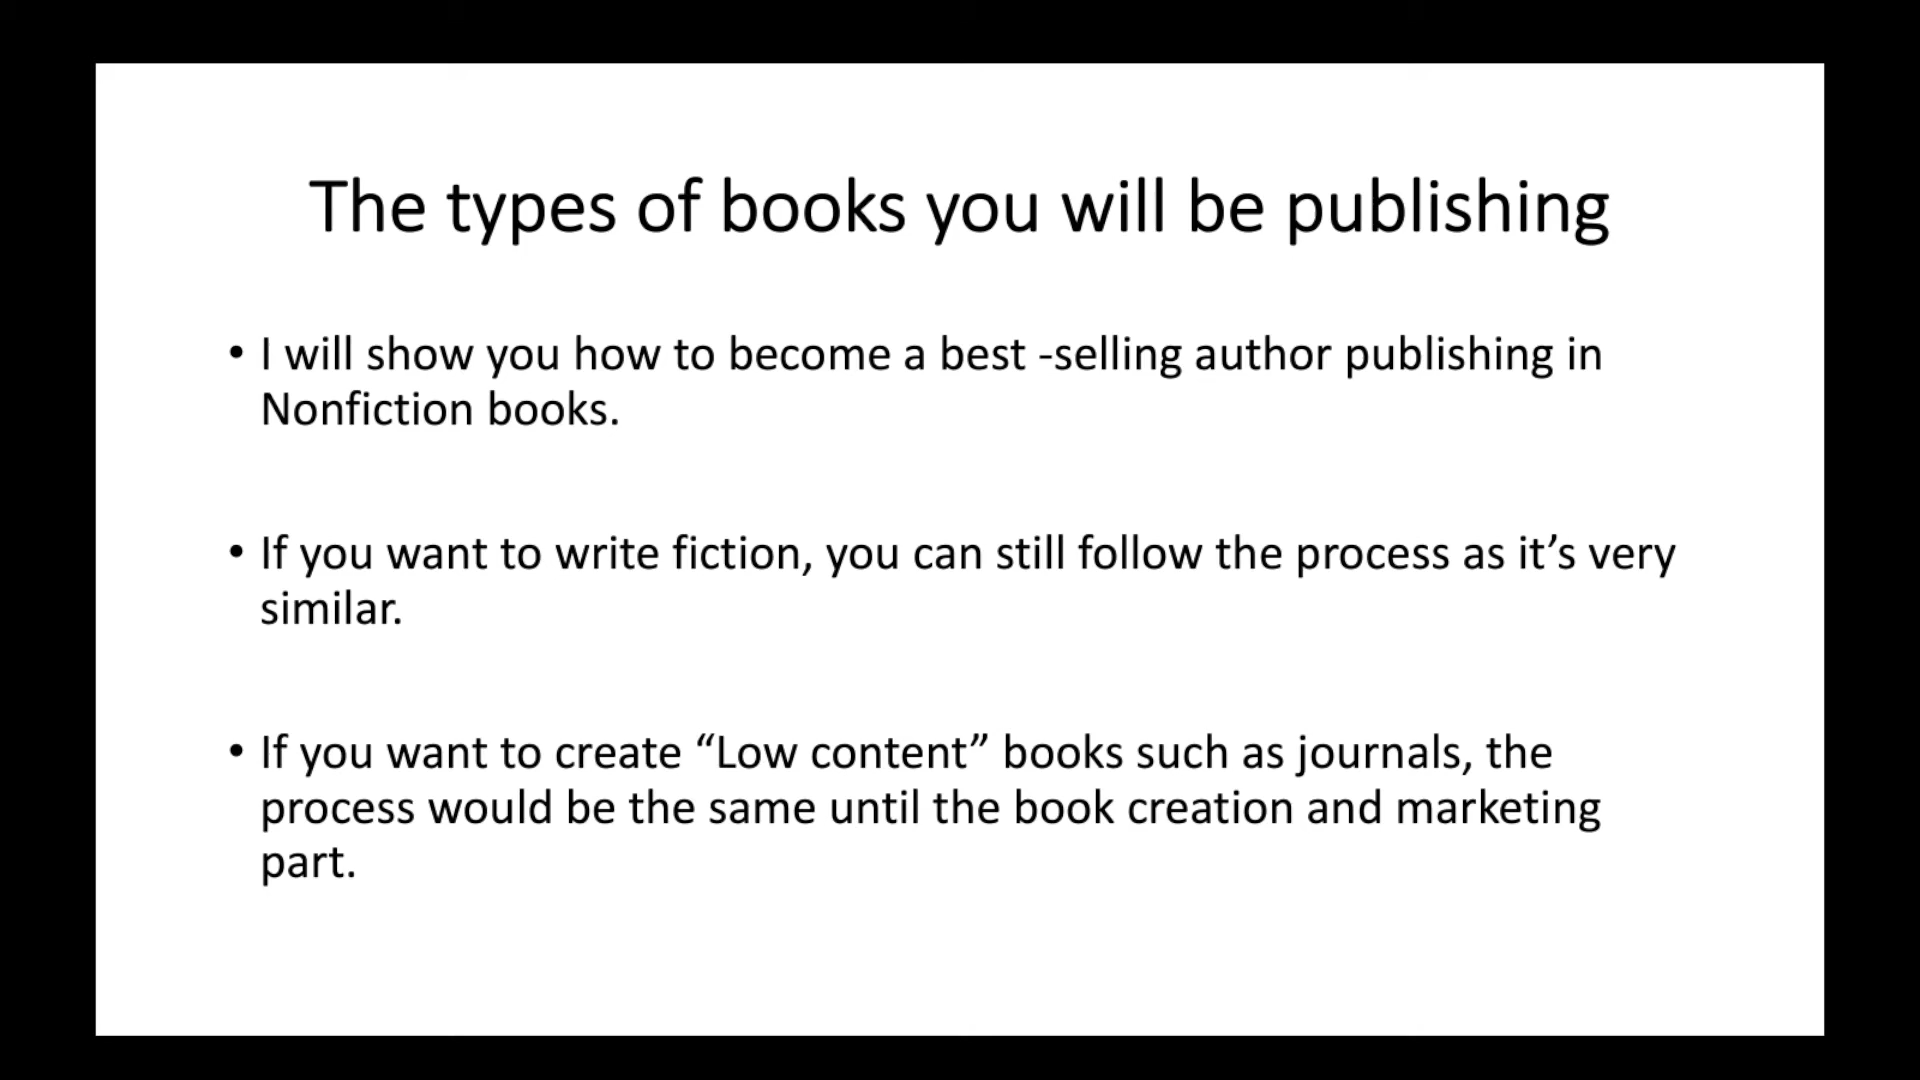 The types of books you will be publishing
• I will show you how to become a best -selling author publishing in
Nonfiction books.
• If you want to write fiction, you can still follow the process as it’s very
similar.
• If you want to create “Low content” books such as journals, the
process would be the same until the book creation and marketing
part.